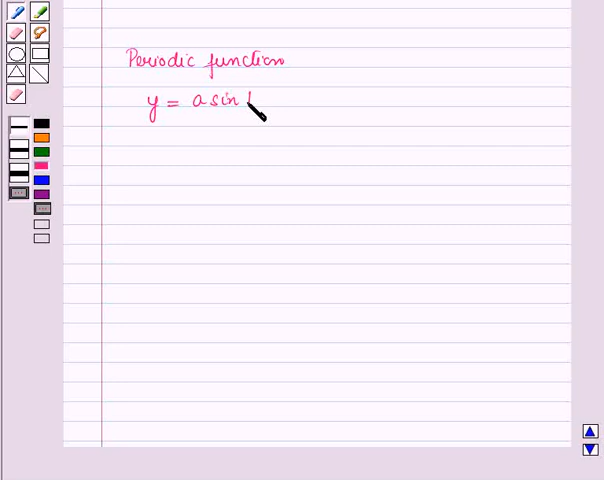 Periodic function
y = a sin